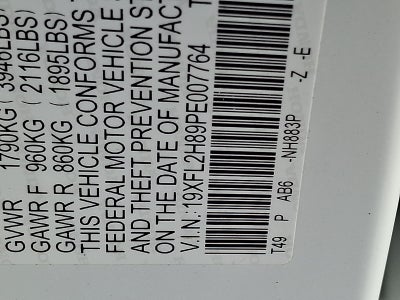 GVWR 1790KG (3946LBS)
GAWR F 960KG (2116LBS)
GAWR R 860KG (1895LBS)
THIS VEHICLE CONFORMS T
FEDERAL MOTOR VEHICLE S
AND THEFT PREVENTION ST
ON THE DATE OF MANUFACT
V.I.N.:19XFL2H89PE007764 T
T49 P AB6 -NH883P -Z -E